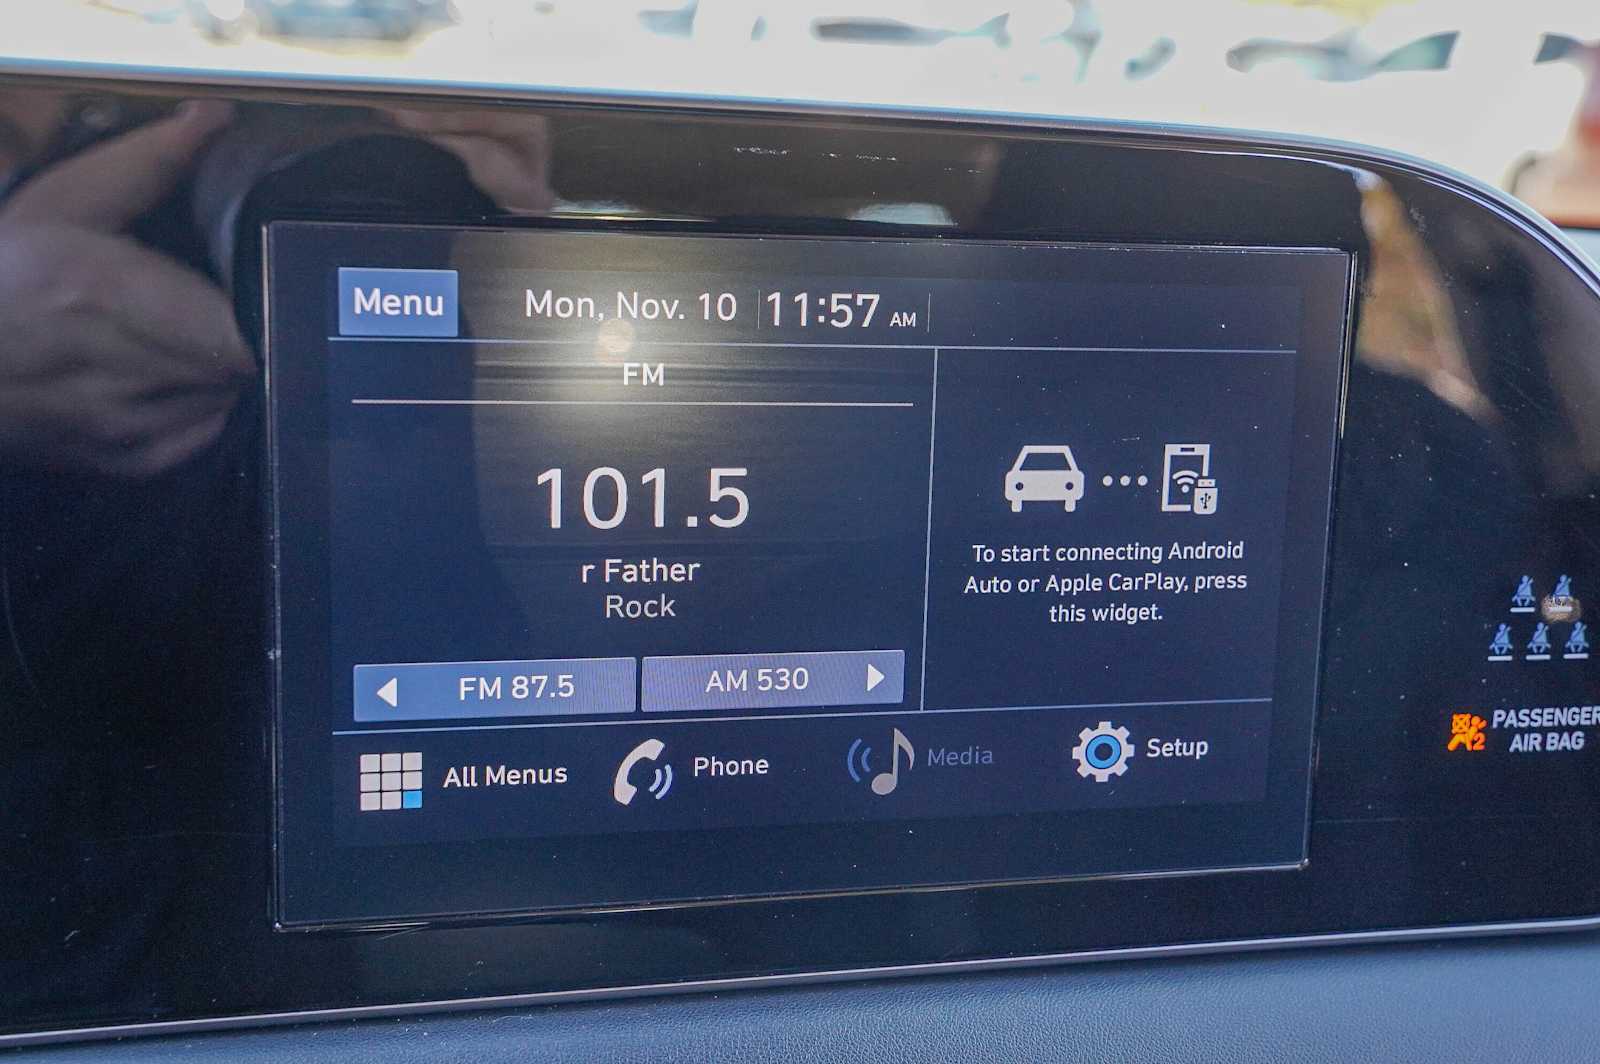 Menu
Mon, Nov. 10
11:57 AM
FM
101.5
r Father
Rock
FM 87.5
AM 530
To start connecting Android
Auto or Apple CarPlay, press
this widget.
All Menus
Phone
Media
Setup
2
PASSENGER
AIR BAG